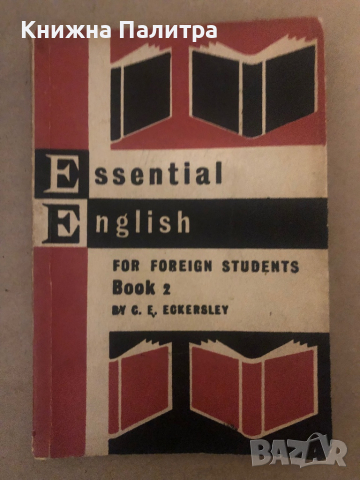 Книжна Палитра
Essential
English
FOR FOREIGN STUDENTS
Book 2
BY C. E. ECKERSLEY
BAZAR